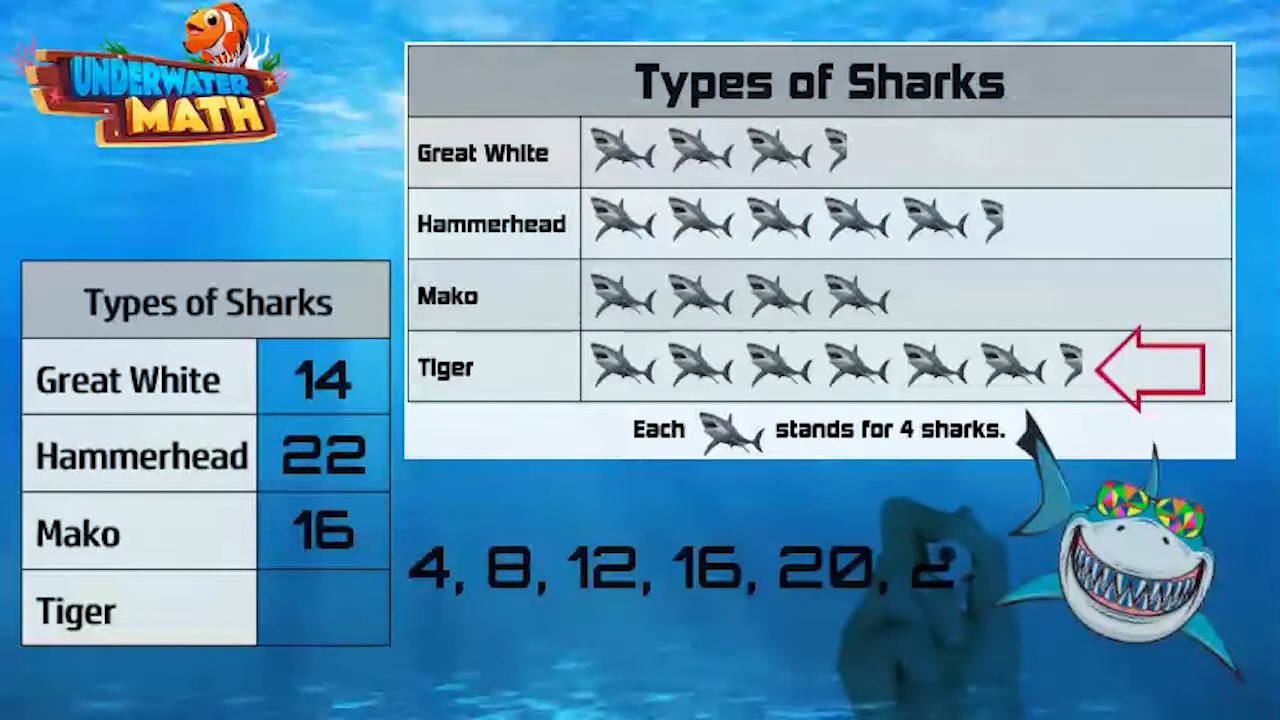 UNDERWATER
MATH
Types of Sharks
Great White
Hammerhead
Mako
Tiger
Each stands for 4 sharks.
Types of Sharks
Great White 14
Hammerhead 22
Mako 16
Tiger
4, 8, 12, 16, 20, 2